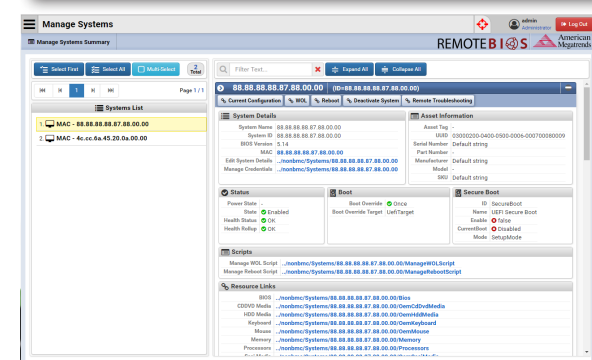 Manage Systems
admin
Administrator
Log Out
Manage Systems Summary
REMOTE BIOS
American
Megatrends
Select First
Select All
Multi-Select
2
Total
Filter Text...
Expand All
Collapse All
1
Page 1 / 1
Systems List
1. MAC - 88.88.88.88.87.88.00.00
2. MAC - 4c.cc.6a.45.20.0a.00.00
88.88.88.88.87.88.00.00 (ID=88.88.88.88.87.88.00.00)
Current Configuration
WOL
Reboot
Deactivate System
Remote Troubleshooting
System Details
System Name 88.88.88.88.87.88.00.00
System ID 88.88.88.88.87.88.00.00
BIOS Version 5.14
MAC 88.88.88.88.87.88.00.00
Edit System Details ../nonbmc/Systems/88.88.88.88.87.88.00.00
Manage Credentials ../nonbmc/Systems/88.88.88.88.87.88.00.00
Asset Information
Asset Tag -
UUID 03000200-0400-0500-0006-000700080009
Serial Number Default string
Part Number -
Manufacturer Default string
Model -
SKU Default string
Status
Power State -
State Enabled
Health Status OK
Health Rollup OK
Boot
Boot Override Once
Boot Override Target UefiTarget
Secure Boot
ID SecureBoot
Name UEFI Secure Boot
Enable false
CurrentBoot Disabled
Mode SetupMode
Scripts
Manage WOL Script ../nonbmc/Systems/88.88.88.88.87.88.00.00/ManageWOLScript
Manage Reboot Script ../nonbmc/Systems/88.88.88.88.87.88.00.00/ManageRebootScript
Resource Links
BIOS ../nonbmc/Systems/88.88.88.88.87.88.00.00/Bios
CDDVD Media ../nonbmc/Systems/88.88.88.88.87.88.00.00/OemCdDvdMedia
HDD Media ../nonbmc/Systems/88.88.88.88.87.88.00.00/OemHddMedia
Keyboard ../nonbmc/Systems/88.88.88.88.87.88.00.00/OemKeyboard
Mouse ../nonbmc/Systems/88.88.88.88.87.88.00.00/OemMouse
Memory ../nonbmc/Systems/88.88.88.88.87.88.00.00/Memory
Processors ../nonbmc/Systems/88.88.88.88.87.88.00.00/Processors